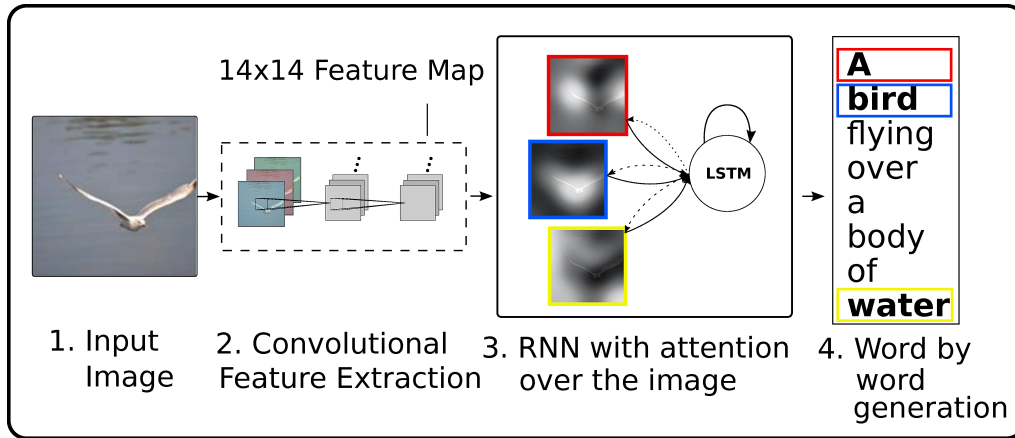 14x14 Feature Map
LSTM
A
bird
flying
over
a
body
of
water
1. Input
Image
2. Convolutional
Feature Extraction
3. RNN with attention
over the image
4. Word by
word
generation